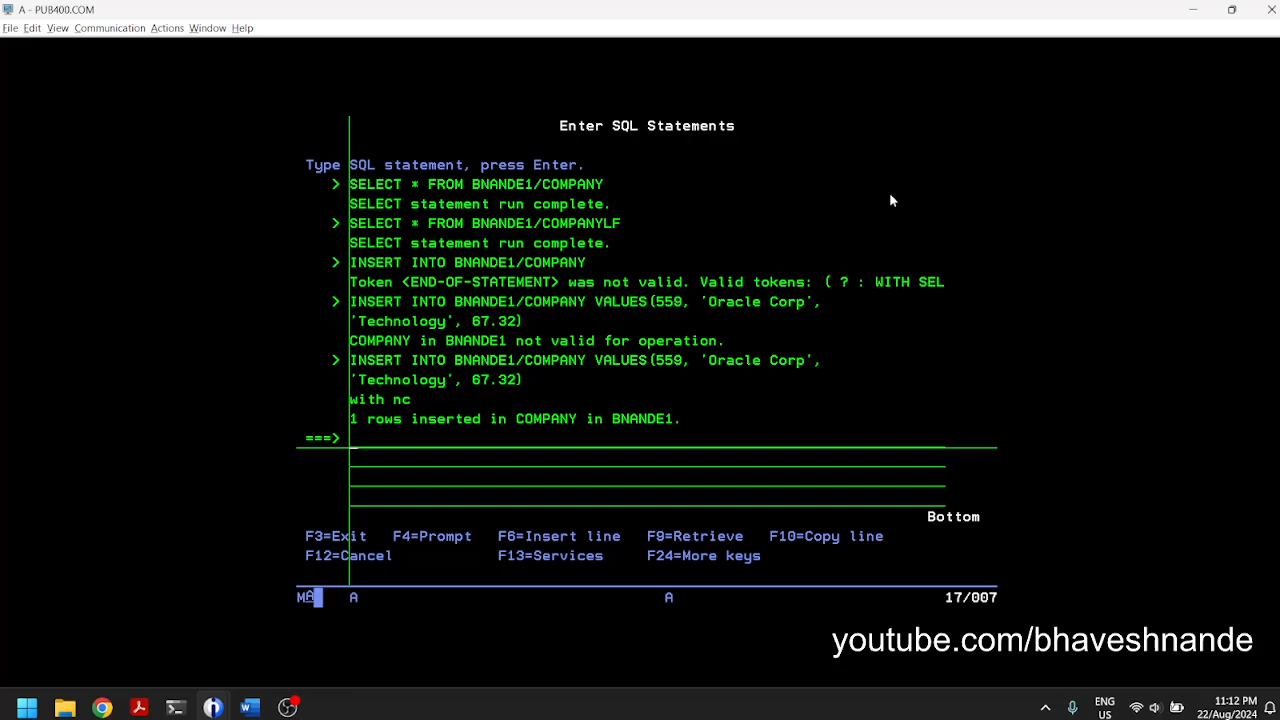 A - PUB400.COM
File Edit View Communication Actions Window Help
Enter SQL Statements
Type SQL statement, press Enter.
> SELECT * FROM BNANDE1/COMPANY
SELECT statement run complete.
> SELECT * FROM BNANDE1/COMPANYLF
SELECT statement run complete.
> INSERT INTO BNANDE1/COMPANY
Token <END-OF-STATEMENT> was not valid. Valid tokens: ( ? : WITH SEL
> INSERT INTO BNANDE1/COMPANY VALUES(559, 'Oracle Corp',
'Technology', 67.32)
COMPANY in BNANDE1 not valid for operation.
> INSERT INTO BNANDE1/COMPANY VALUES(559, 'Oracle Corp',
'Technology', 67.32)
with nc
1 rows inserted in COMPANY in BNANDE1.
===>
Bottom
F3=Exit F4=Prompt F6=Insert line F9=Retrieve F10=Copy line
F12=Cancel F13=Services F24=More keys
MA A A 17/007
youtube.com/bhaveshnande
ENG 11:12 PM
US 22/Aug/2024